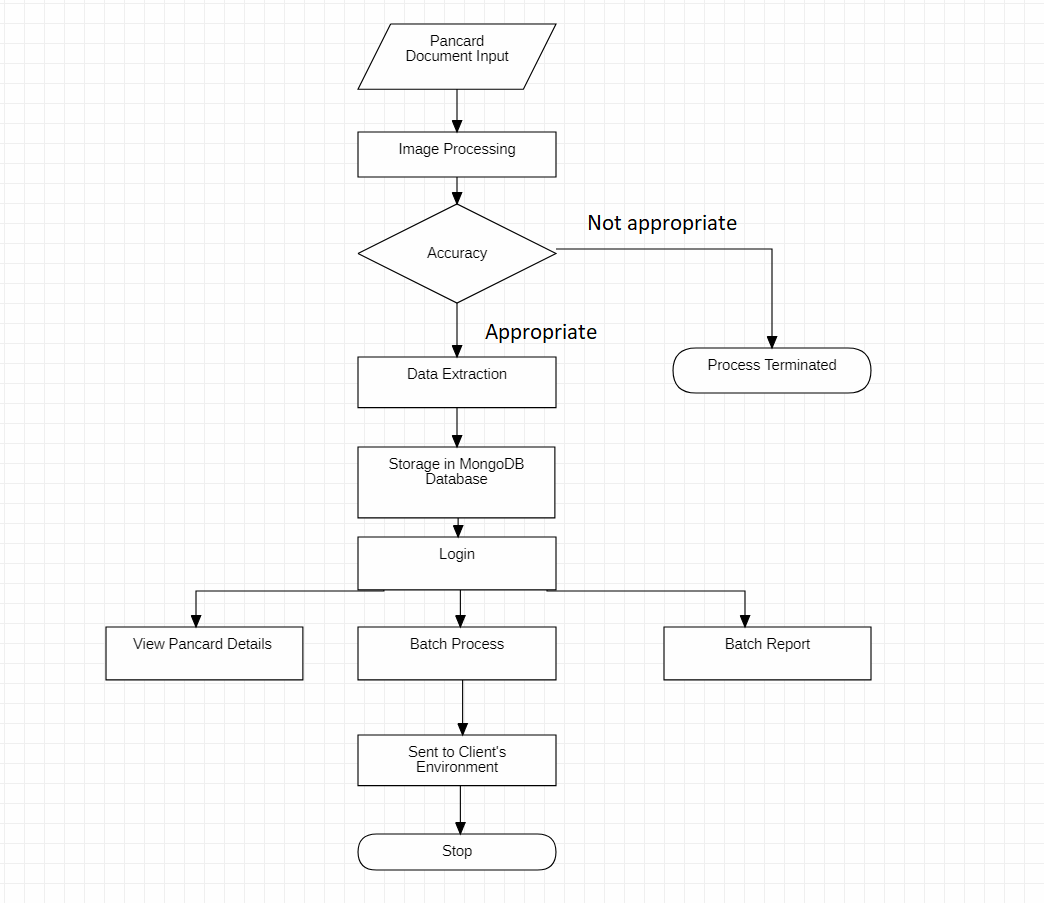 Pancard
Document Input
Image Processing
Not appropriate
Accuracy
Appropriate
Data Extraction
Process Terminated
Storage in MongoDB
Database
Login
View Pancard Details
Batch Process
Batch Report
Sent to Client's
Environment
Stop